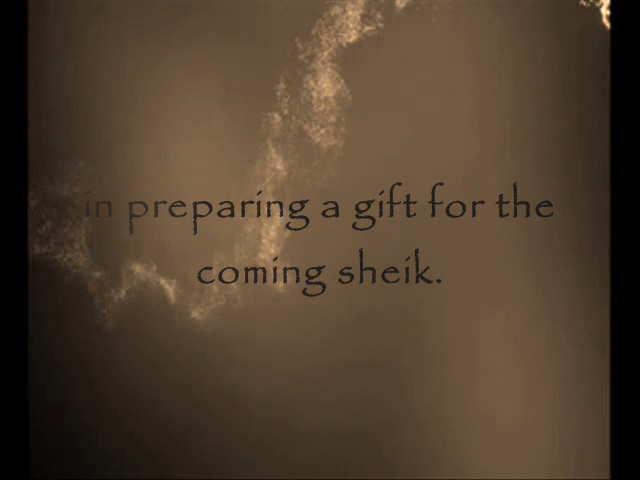 in preparing a gift for the
coming sheik.